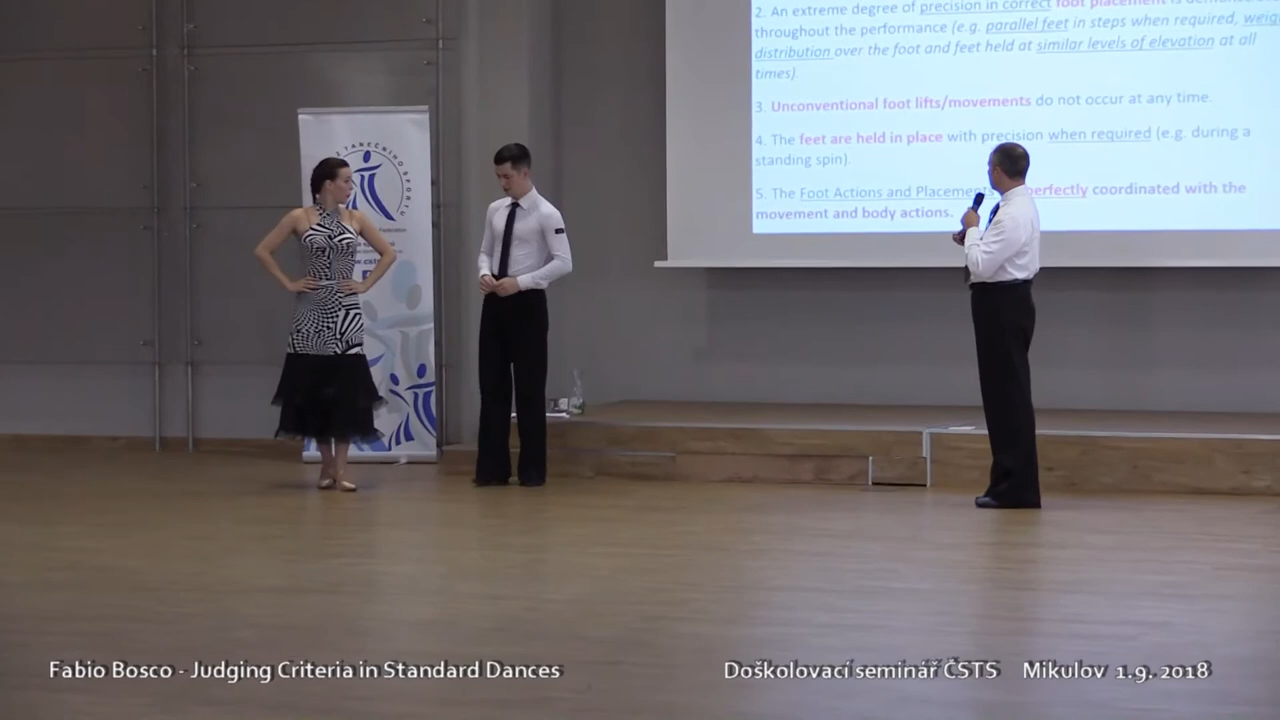 2. An extreme degree of precision in correct foot placement is
throughout the performance (e.g. parallel feet in steps when required,
distribution over the foot and feet held at similar levels of elevation at all
times).
3. Unconventional foot lifts/movements do not occur at any time.
4. The feet are held in place with precision when required (e.g. during a
standing spin).
5. The Foot Actions and Placements perfectly coordinated with the
movement and body actions.
TANEČNÍHO SPORTU
Federation
Fabio Bosco - Judging Criteria in Standard Dances
Doškolovací seminář ČSTS Mikulov 1.9. 2018